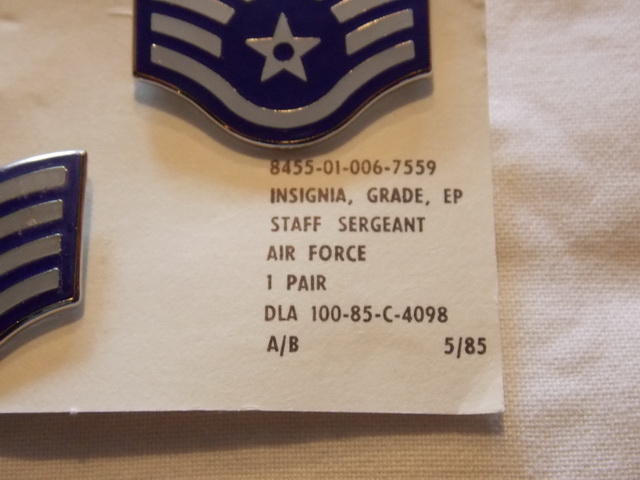 8455-01-006-7559
INSIGNIA, GRADE, EP
STAFF SERGEANT
AIR FORCE
1 PAIR
DLA 100-85-C-4098
A/B 5/85